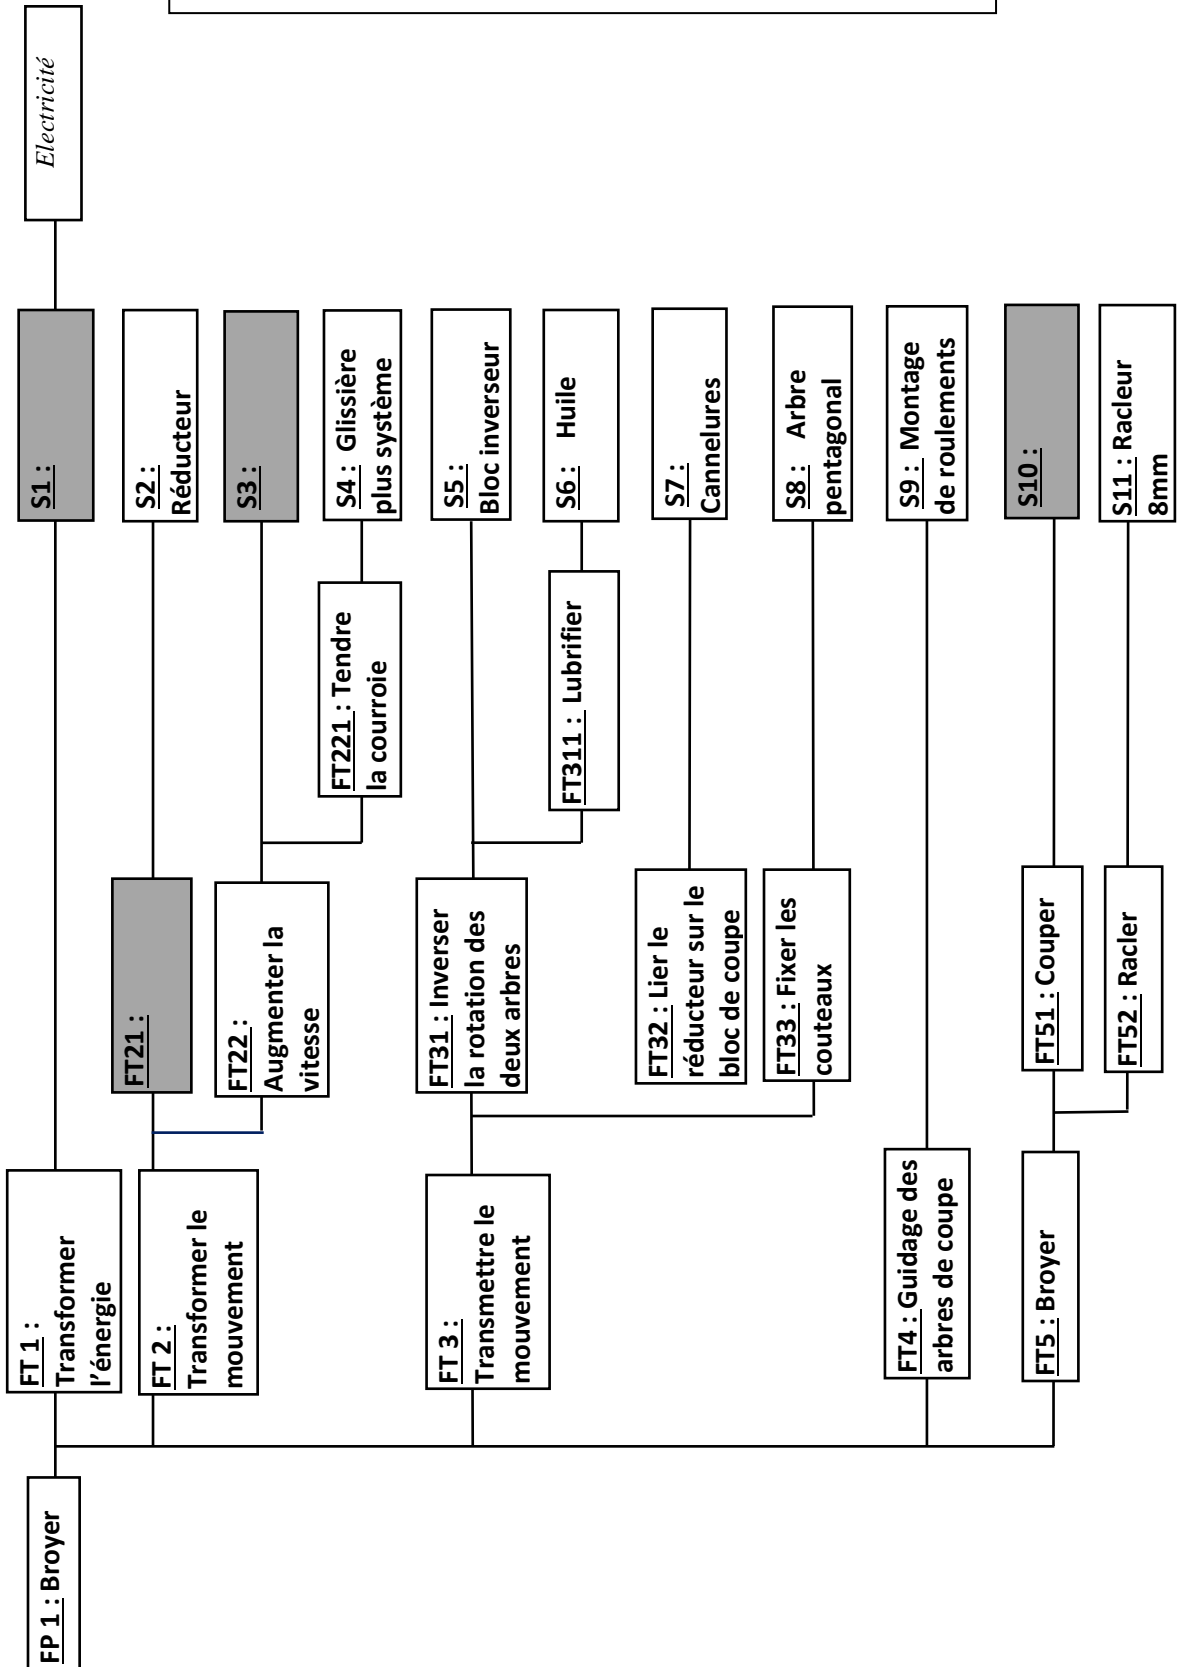 FP 1 : Broyer
FT 1 :
Transformer
l'énergie
S1 :
Electricité
FT 2 :
Transformer le
mouvement
FT21 :
S2 :
Réducteur
FT22 :
Augmenter la
vitesse
S3 :
FT221 : Tendre
la courroie
S4 : Glissière
plus système
FT 3 :
Transmettre le
mouvement
FT31 : Inverser
la rotation des
deux arbres
S5 :
Bloc inverseur
FT311 : Lubrifier
S6 : Huile
FT32 : Lier le
réducteur sur le
bloc de coupe
S7 :
Cannelures
FT33 : Fixer les
couteaux
S8 : Arbre
pentagonal
FT4 : Guidage des
arbres de coupe
S9 : Montage
de roulements
FT5 : Broyer
FT51 : Couper
S10 :
FT52 : Racler
S11 : Racleur
8mm